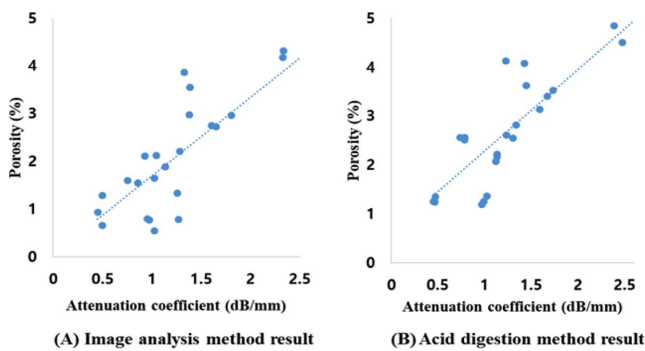 5
4
3
2
1
0
Porosity (%)
0 0.5 1 1.5 2 2.5
Attenuation coefficient (dB/mm)
(A) Image analysis method result
5
4
3
2
1
0
Porosity (%)
0 0.5 1 1.5 2 2.5
Attenuation coefficient (dB/mm)
(B) Acid digestion method result